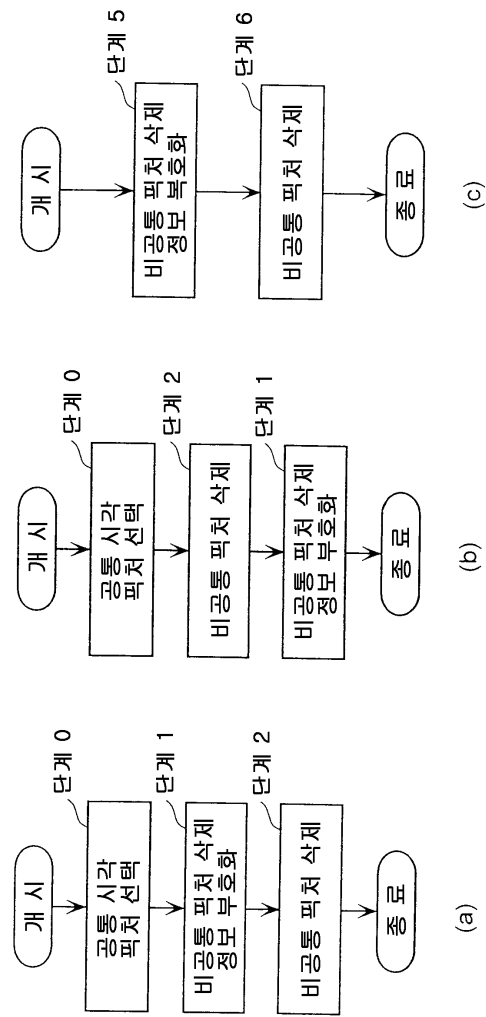 개 시
단계 0
공통 시각
픽처 선택
단계 1
비공통 픽처 삭제
정보 부호화
단계 2
비공통 픽처 삭제
종 료
(a)
개 시
단계 0
공통 시각
픽처 선택
단계 2
비공통 픽처 삭제
단계 1
비공통 픽처 삭제
정보 부호화
종 료
(b)
개 시
단계 5
비공통 픽처 삭제
정보 복호화
단계 6
비공통 픽처 삭제
종 료
(c)